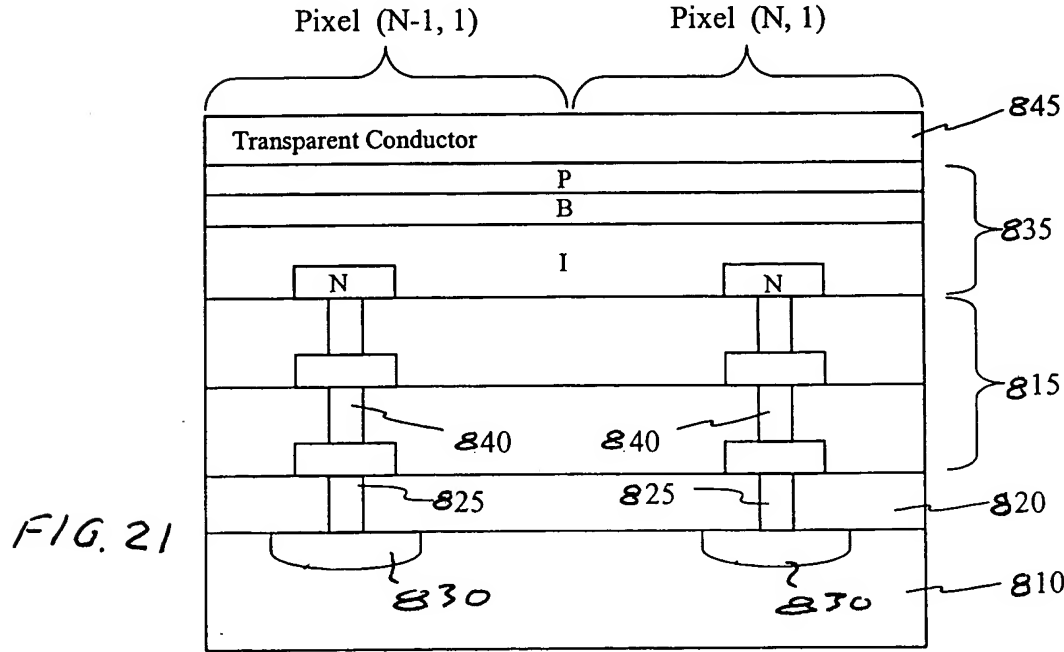 Pixel (N-1, 1) Pixel (N, 1)
845
Transparent Conductor
P
B
835
I
N N
815
840 840
825 825 820
FIG. 21
830 830 810